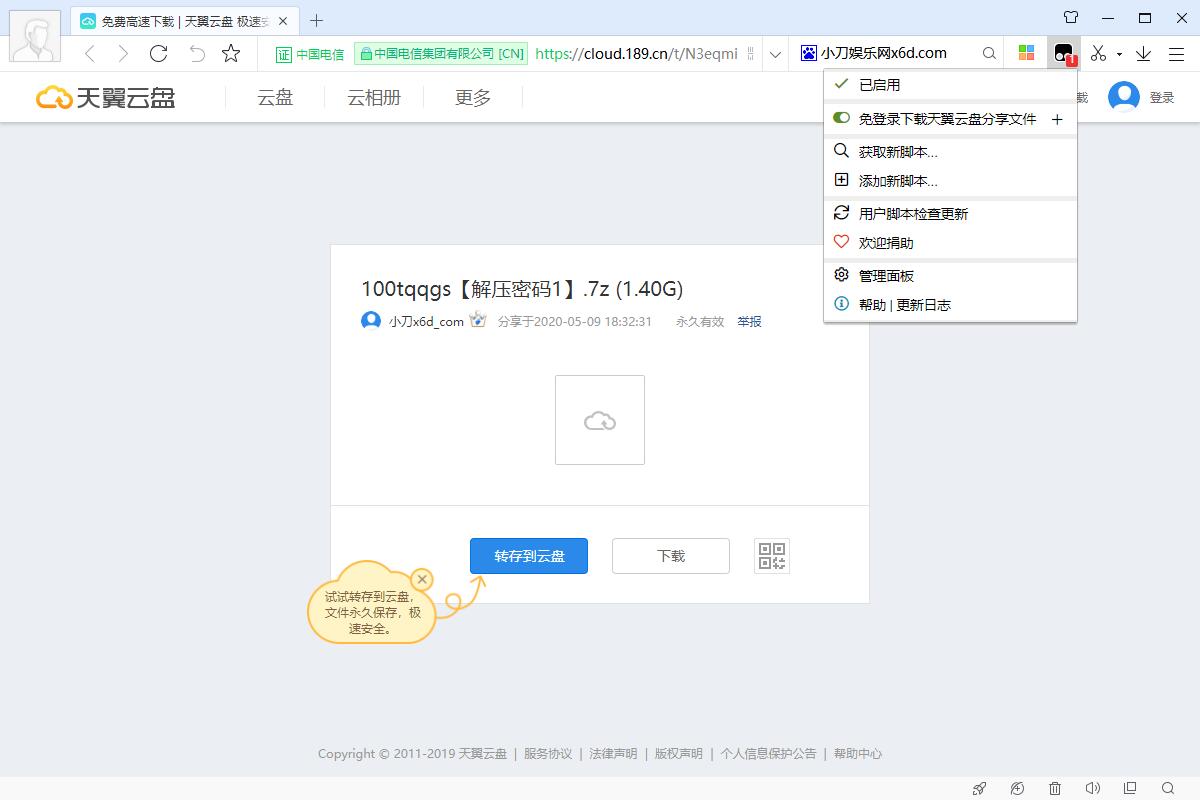 免费高速下载 | 天翼云盘 极速安
证 中国电信
中国电信集团有限公司 [CN]
https://cloud.189.cn/t/N3eqmi
小刀娱乐网x6d.com
1
天翼云盘
云盘
云相册
更多
载
登录
已启用
免登录下载天翼云盘分享文件 +
获取新脚本...
添加新脚本...
用户脚本检查更新
欢迎捐助
管理面板
帮助 | 更新日志
100tqqgs【解压密码1】.7z (1.40G)
小刀x6d_com 分享于2020-05-09 18:32:31 永久有效 举报
转存到云盘
下载
试试转存到云盘，
文件永久保存，极
速安全。
Copyright © 2011-2019 天翼云盘 | 服务协议 | 法律声明 | 版权声明 | 个人信息保护公告 | 帮助中心